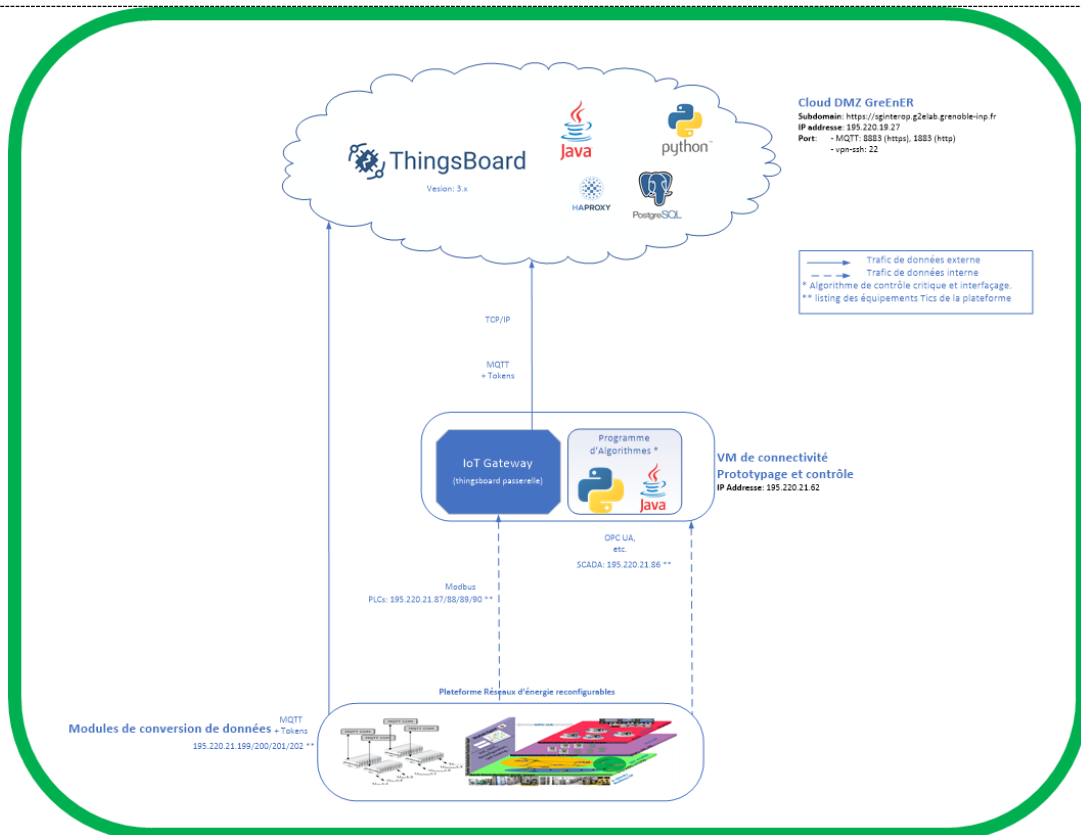 Cloud DMZ GreEnER
Subdomain: https://sginterop.g2elab.grenoble-inp.fr
IP addresse: 195.220.19.27
Port: - MQTT: 8883 (https), 1883 (http)
- vpn-ssh: 22
Java
python™
ThingsBoard
Vesion: 3.x
HAPROXY
PostgreSQL
Trafic de données externe
Trafic de données interne
* Algorithme de contrôle critique et interfaçage.
** listing des équipements Tics de la plateforme
TCP/IP
MQTT
+ Tokens
IoT Gateway
(thingsboard passerelle)
Programme
d'Algorithmes *
Java
VM de connectivité
Prototypage et contrôle
IP Addresse: 195.220.21.62
OPC UA,
etc.
SCADA: 195.220.21.86 **
Modbus
PLCs: 195.220.21.87/88/89/90 **
Plateforme Réseaux d'énergie reconfigurables
Modules de conversion de données
MQTT
+ Tokens
195.220.21.199/200/201/202 **
OPC UA